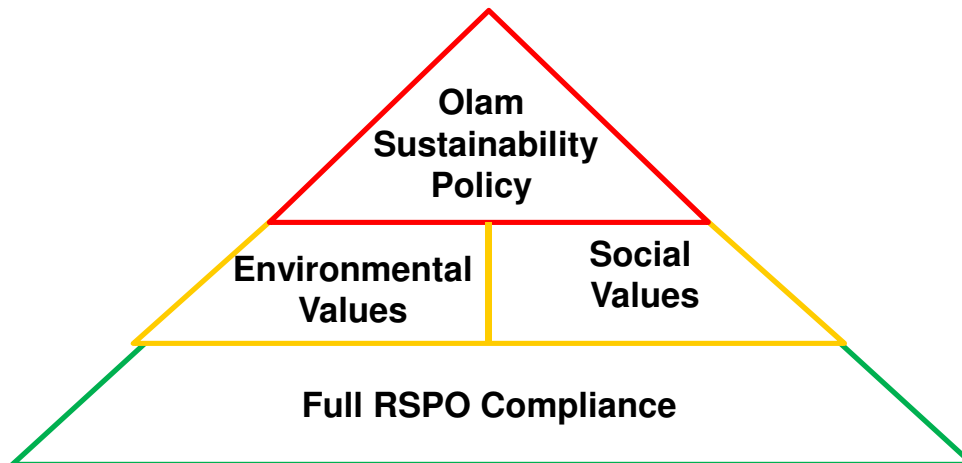 Olam
Sustainability
Policy
Environmental
Values
Social
Values
Full RSPO Compliance